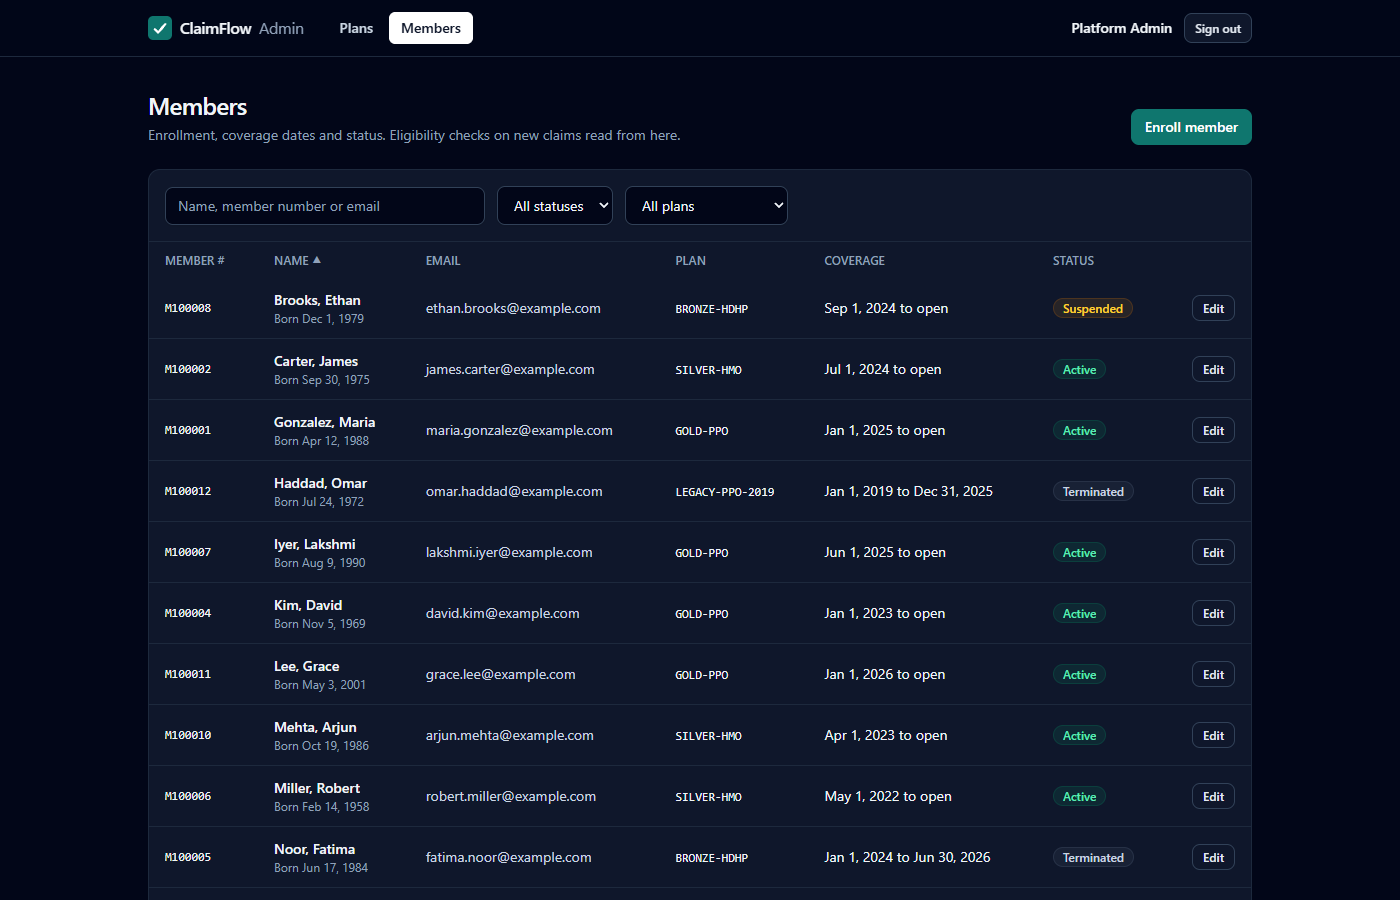 ClaimFlow Admin Plans Members Platform Admin Sign out
Members
Enrollment, coverage dates and status. Eligibility checks on new claims read from here.
Enroll member
Name, member number or email All statuses All plans
MEMBER # NAME ▲ EMAIL PLAN COVERAGE STATUS
M100008 Brooks, Ethan ethan.brooks@example.com BRONZE-HDHP Sep 1, 2024 to open Suspended Edit
Born Dec 1, 1979
M100002 Carter, James james.carter@example.com SILVER-HMO Jul 1, 2024 to open Active Edit
Born Sep 30, 1975
M100001 Gonzalez, Maria maria.gonzalez@example.com GOLD-PPO Jan 1, 2025 to open Active Edit
Born Apr 12, 1988
M100012 Haddad, Omar omar.haddad@example.com LEGACY-PPO-2019 Jan 1, 2019 to Dec 31, 2025 Terminated Edit
Born Jul 24, 1972
M100007 Iyer, Lakshmi lakshmi.iyer@example.com GOLD-PPO Jun 1, 2025 to open Active Edit
Born Aug 9, 1990
M100004 Kim, David david.kim@example.com GOLD-PPO Jan 1, 2023 to open Active Edit
Born Nov 5, 1969
M100011 Lee, Grace grace.lee@example.com GOLD-PPO Jan 1, 2026 to open Active Edit
Born May 3, 2001
M100010 Mehta, Arjun arjun.mehta@example.com SILVER-HMO Apr 1, 2023 to open Active Edit
Born Oct 19, 1986
M100006 Miller, Robert robert.miller@example.com SILVER-HMO May 1, 2022 to open Active Edit
Born Feb 14, 1958
M100005 Noor, Fatima fatima.noor@example.com BRONZE-HDHP Jan 1, 2024 to Jun 30, 2026 Terminated Edit
Born Jun 17, 1984